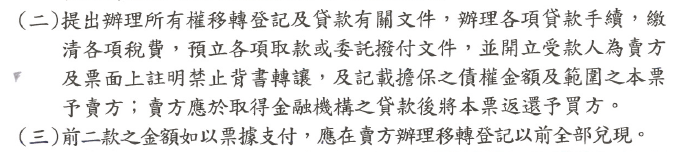 (二)提出辦理所有權移轉登記及貸款有關文件，辦理各項貸款手續，繳
清各項稅費，預立各項取款或委託撥付文件，並開立受款人為賣方
及票面上註明禁止背書轉讓，及記載擔保之債權金額及範圍之本票
予賣方；賣方應於取得金融機構之貸款後將本票返還予買方。
(三)前二款之金額如以票據支付，應在賣方辦理移轉登記以前全部兌現。